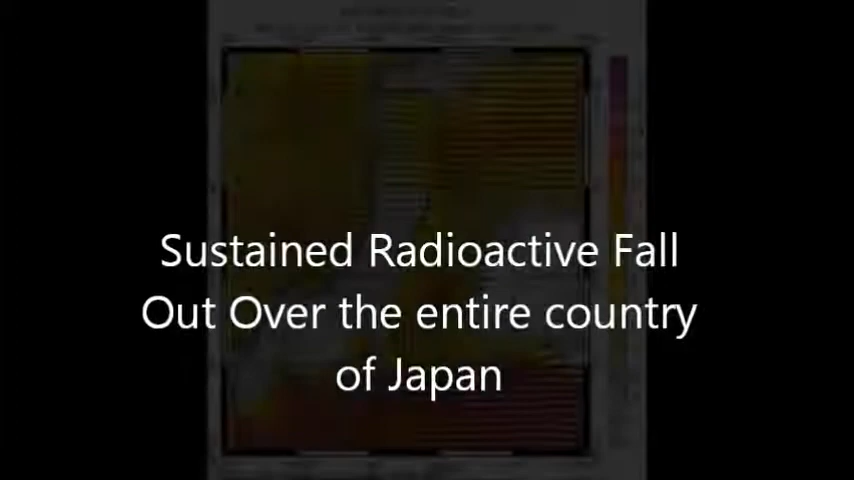 Sustained Radioactive Fall
Out Over the entire country
of Japan